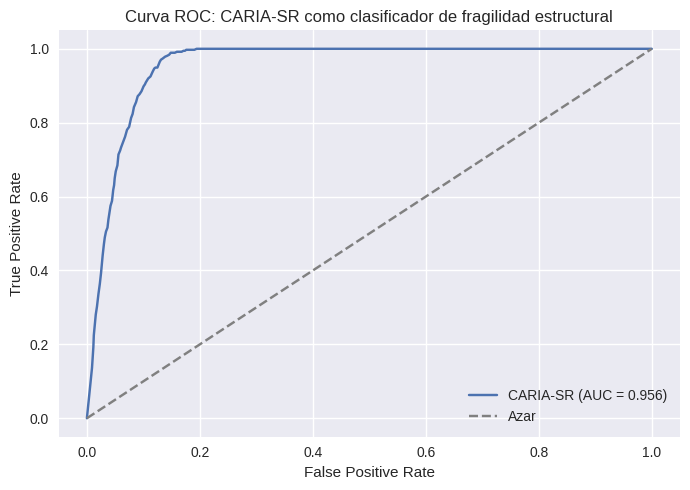 Curva ROC: CARIA-SR como clasificador de fragilidad estructural
True Positive Rate
1.0
0.8
0.6
0.4
0.2
0.0
CARIA-SR (AUC = 0.956)
Azar
0.0 0.2 0.4 0.6 0.8 1.0
False Positive Rate